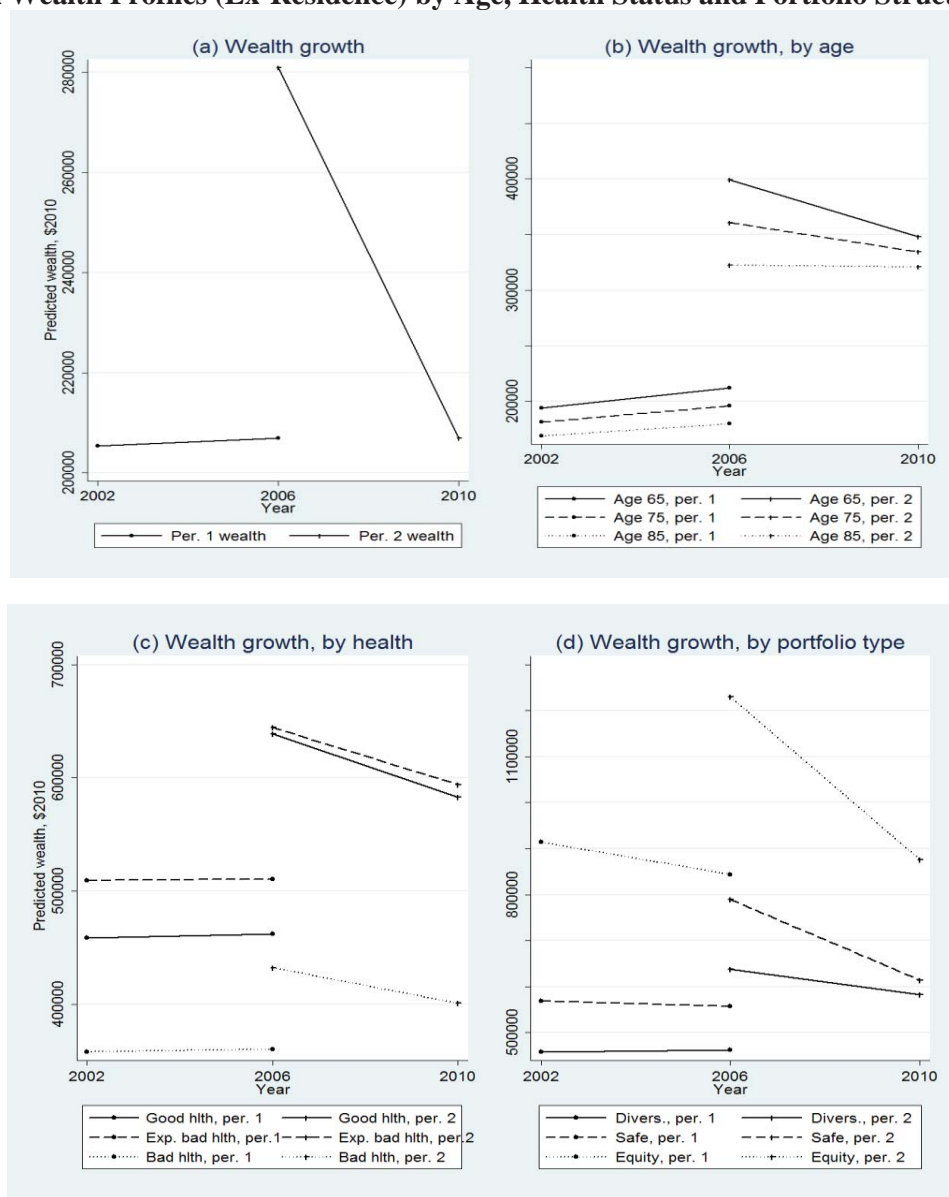 Wealth Profiles (Ex-Residence) by Age, Health Status and Portfolio
(a) Wealth growth
Predicted wealth, $2010
280000
260000
240000
220000
200000
2002
2006
2010
Year
Per. 1 wealth
Per. 2 wealth
(b) Wealth growth, by age
400000
300000
200000
2002
2006
2010
Year
Age 65, per. 1
Age 65, per. 2
Age 75, per. 1
Age 75, per. 2
Age 85, per. 1
Age 85, per. 2
(c) Wealth growth, by health
Predicted wealth, $2010
700000
600000
500000
400000
2002
2006
2010
Year
Good hlth, per. 1
Good hlth, per. 2
Exp. bad hlth, per.1
Exp. bad hlth, per.2
Bad hlth, per. 1
Bad hlth, per. 2
(d) Wealth growth, by portfolio type
1100000
800000
500000
2002
2006
2010
Year
Divers., per. 1
Divers., per. 2
Safe, per. 1
Safe, per. 2
Equity, per. 1
Equity, per. 2